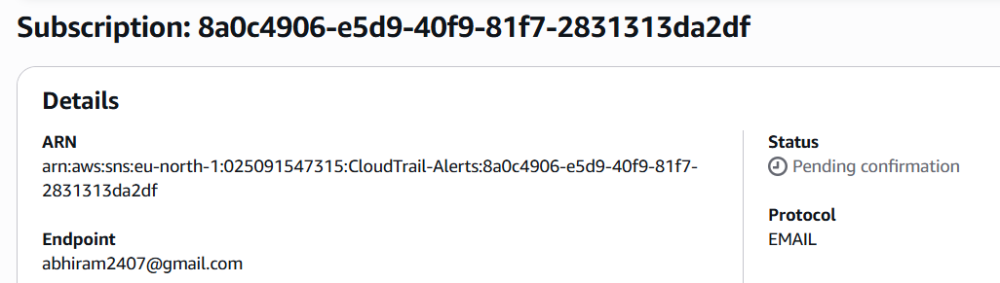 Subscription: 8a0c4906-e5d9-40f9-81f7-2831313da2df
Details
ARN
arn:aws:sns:eu-north-1:025091547315:CloudTrail-Alerts:8a0c4906-e5d9-40f9-81f7-
2831313da2df
Endpoint
abhiram2407@gmail.com
Status
Pending confirmation
Protocol
EMAIL